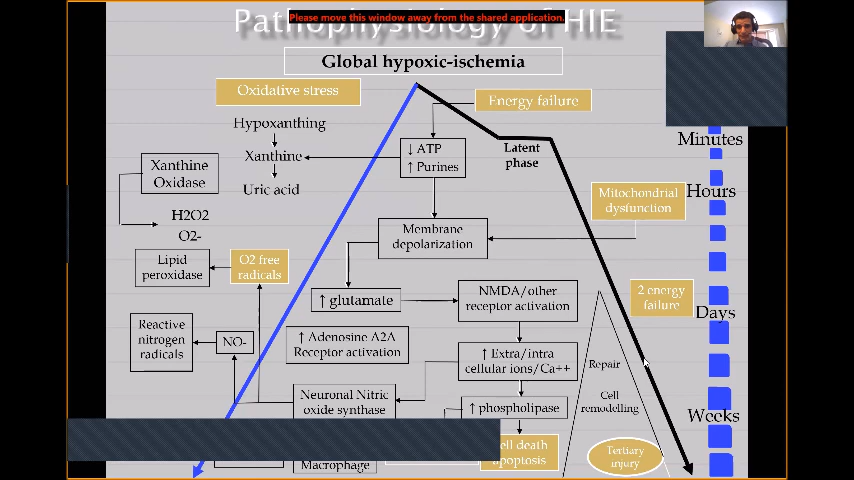 Pathophysiology of HIE
Please move this window away from the shared application.
Global hypoxic-ischemia
Oxidative stress
Energy failure
Hypoxanthing
Xanthine
Uric acid
↓ ATP
↑ Purines
Latent
phase
Minutes
Xanthine
Oxidase
H2O2
O2-
Mitochondrial
dysfunction
Hours
Membrane
depolarization
Lipid
peroxidase
O2 free
radicals
↑ glutamate
NMDA/other
receptor activation
2 energy
failure
Days
Reactive
nitrogen
radicals
NO-
↑ Adenosine A2A
Receptor activation
↑ Extra/intra
cellular ions/Ca++
Repair
Cell
remodelling
Neuronal Nitric
oxide synthase
↑ phospholipase
Weeks
death
apoptosis
Tertiary
injury
Macrophage